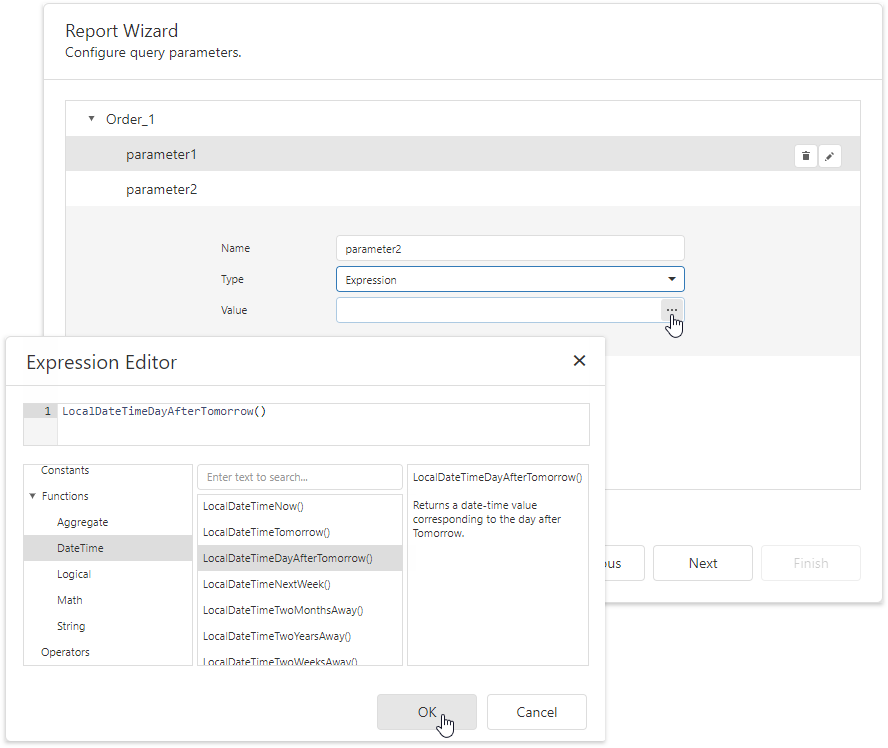 Report Wizard
Configure query parameters.
Order_1
parameter1
parameter2
Name
parameter2
Type
Expression
Value
...
Expression Editor
1 LocalDateTimeDayAfterTomorrow()
Constants
Functions
Aggregate
DateTime
Logical
Math
String
Operators
Enter text to search...
LocalDateTimeNow()
LocalDateTimeTomorrow()
LocalDateTimeDayAfterTomorrow()
LocalDateTimeNextWeek()
LocalDateTimeTwoMonthsAway()
LocalDateTimeTwoYearsAway()
LocalDateTimeTwoWeeksAway()
LocalDateTimeDayAfterTomorrow()
Returns a date-time value
corresponding to the day after
Tomorrow.
OK
Cancel
ous
Next
Finish